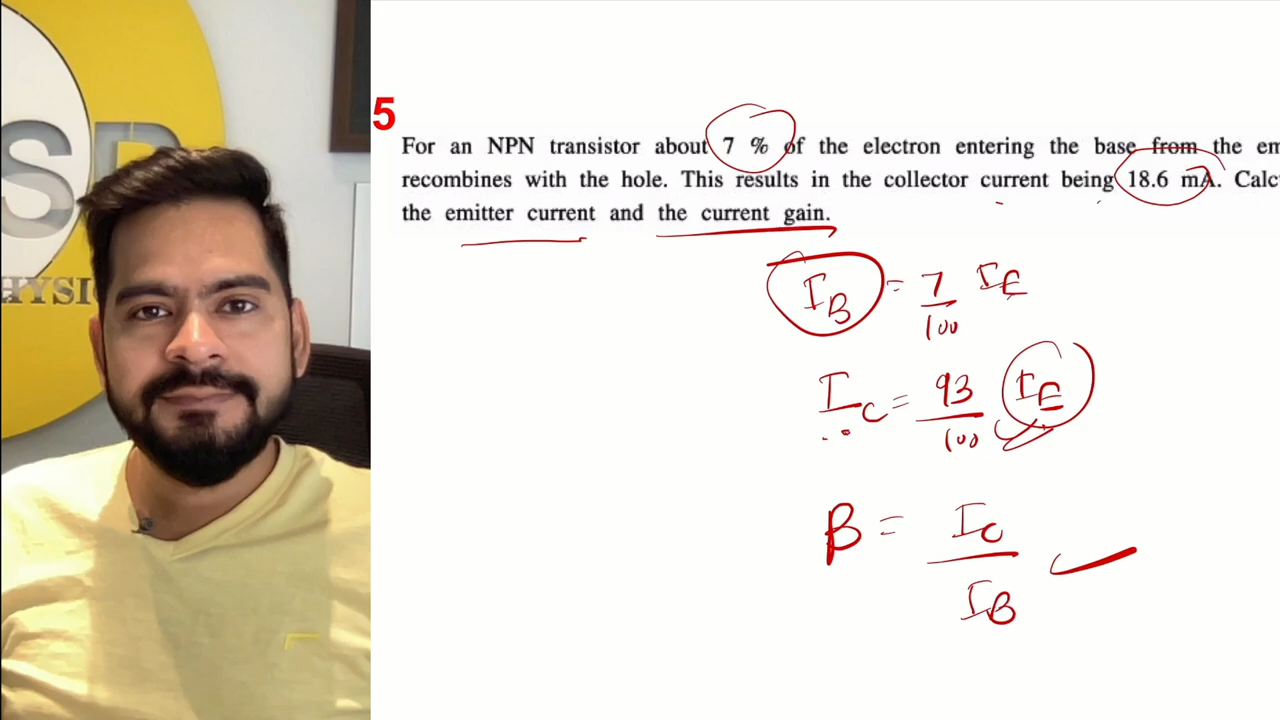 SP
PHYSI
5
For an NPN transistor about 7 % of the electron entering the base from the em
recombines with the hole. This results in the collector current being 18.6 mA. Calc
the emitter current and the current gain.
I_B = 7/100 I_E
I_C = 93/100 I_E
β = I_C/I_B